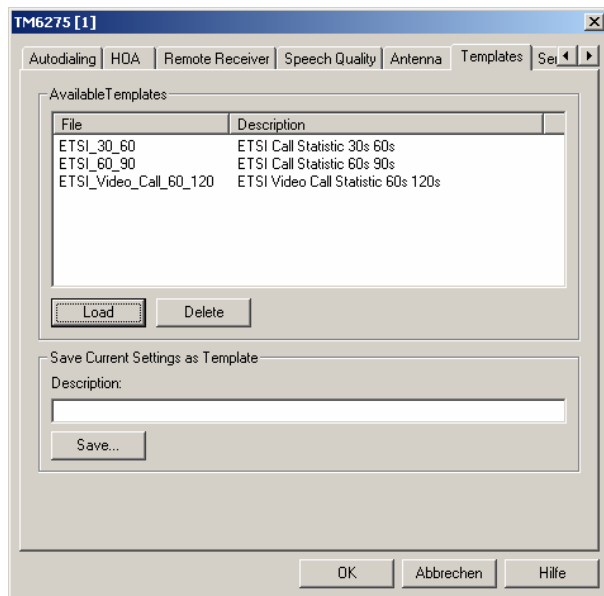 TM6275 [1]
Autodialing HOA Remote Receiver Speech Quality Antenna Templates
AvailableTemplates
File Description
ETSI_30_60 ETSI Call Statistic 30s 60s
ETSI_60_90 ETSI Call Statistic 60s 90s
ETSI_Video_Call_60_120 ETSI Video Call Statistic 60s 120s
Load Delete
Save Current Settings as Template
Description:
Save...
OK Abbrechen Hilfe